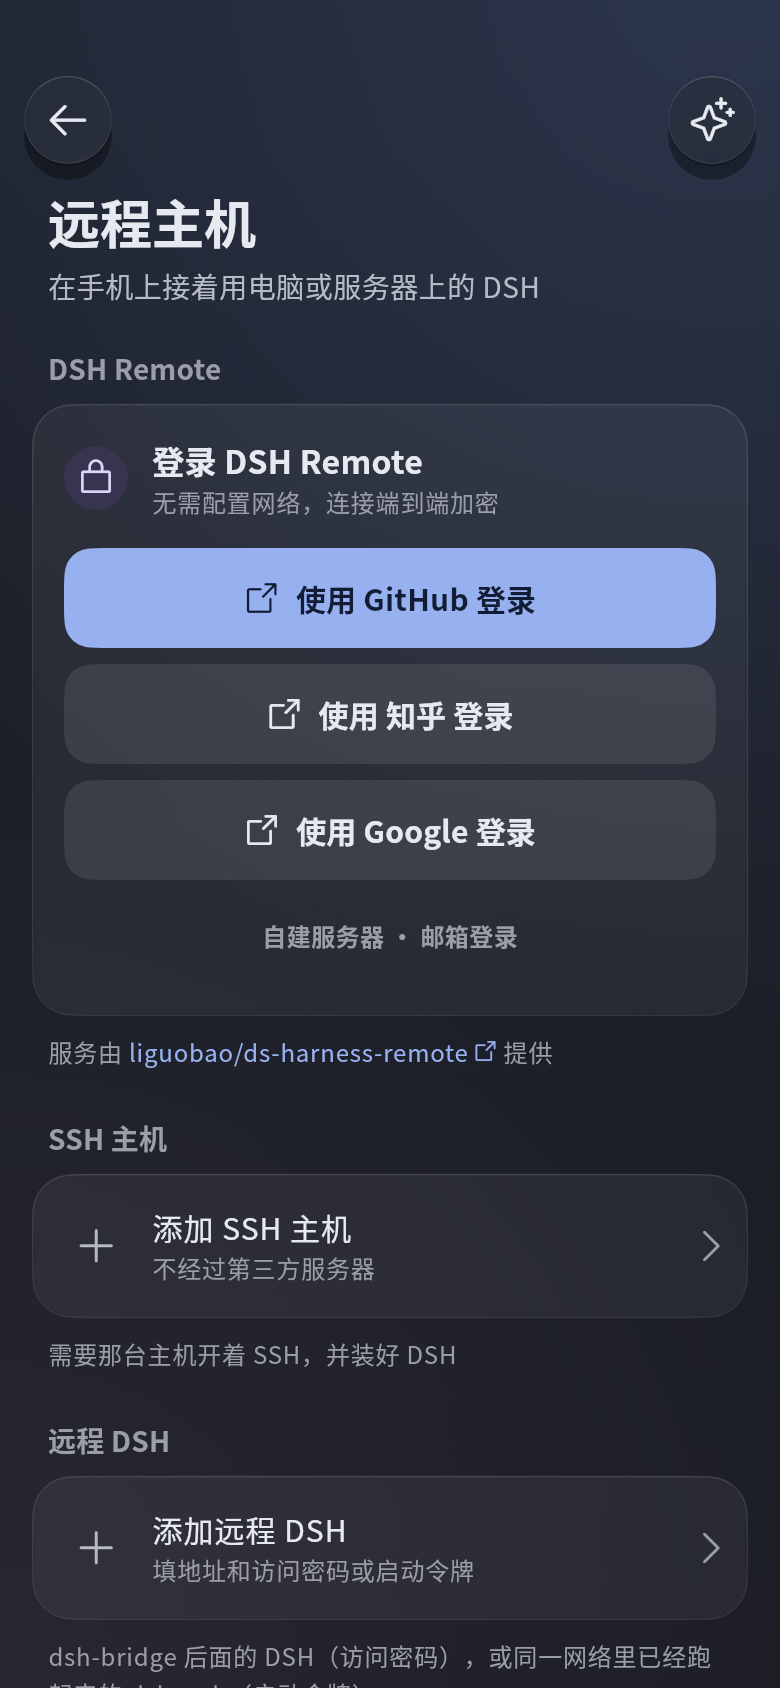 远程主机
在手机上接着用电脑或服务器上的 DSH
DSH Remote
登录 DSH Remote
无需配置网络，连接端到端加密
使用 GitHub 登录
使用 知乎 登录
使用 Google 登录
自建服务器 · 邮箱登录
服务由 liguobao/ds-harness-remote 提供
SSH 主机
添加 SSH 主机
不经过第三方服务器
需要那台主机开着 SSH，并装好 DSH
远程 DSH
添加远程 DSH
填地址和访问密码或启动令牌
dsh-bridge 后面的 DSH（访问密码），或同一网络里已经跑